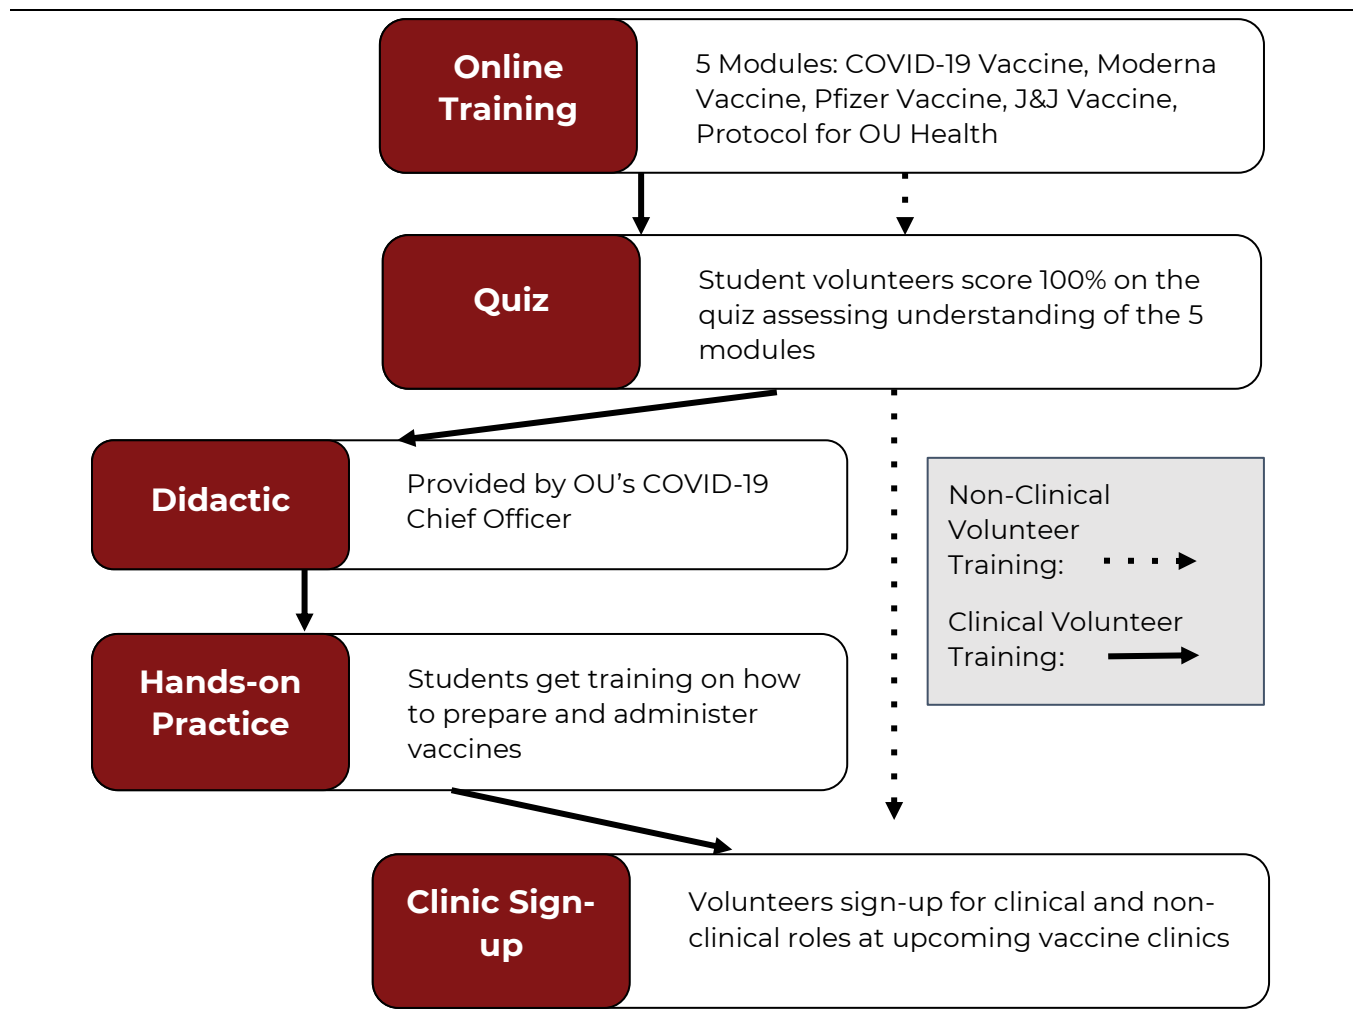 Online
Training
5 Modules: COVID-19 Vaccine, Moderna
Vaccine, Pfizer Vaccine, J&J Vaccine,
Protocol for OU Health
Quiz
Student volunteers score 100% on the
quiz assessing understanding of the 5
modules
Didactic
Provided by OU’s COVID-19
Chief Officer
Non-Clinical
Volunteer
Training:
Clinical Volunteer
Training:
Hands-on
Practice
Students get training on how
to prepare and administer
vaccines
Clinic Sign-
up
Volunteers sign-up for clinical and non-
clinical roles at upcoming vaccine clinics